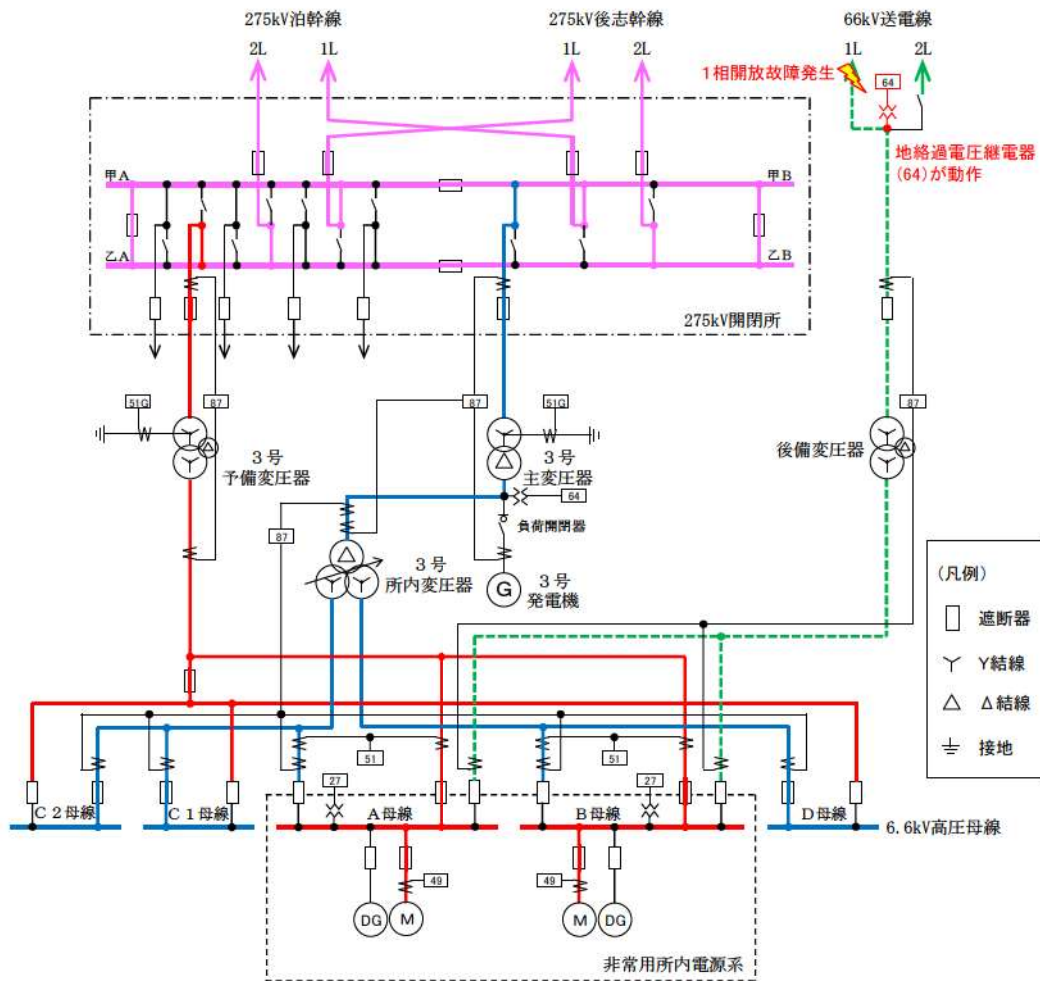 275kV泊幹線
275kV後志幹線
66kV送電線
2L
1L
1L
2L
1L
2L
1相開放故障発生
64
地絡過電圧継電器
(64)が動作
甲A
甲B
乙A
乙B
275kV開閉所
51G
87
87
51G
87
3号
予備変圧器
3号
主変圧器
後備変圧器
64
87
負荷開閉器
3号
所内変圧器
G
3号
発電機
(凡例)
遮断器
Y結線
Δ結線
接地
51
51
27
27
C2母線
C1母線
A母線
B母線
D母線
6.6kV高圧母線
49
49
DG
M
M
DG
非常用所内電源系